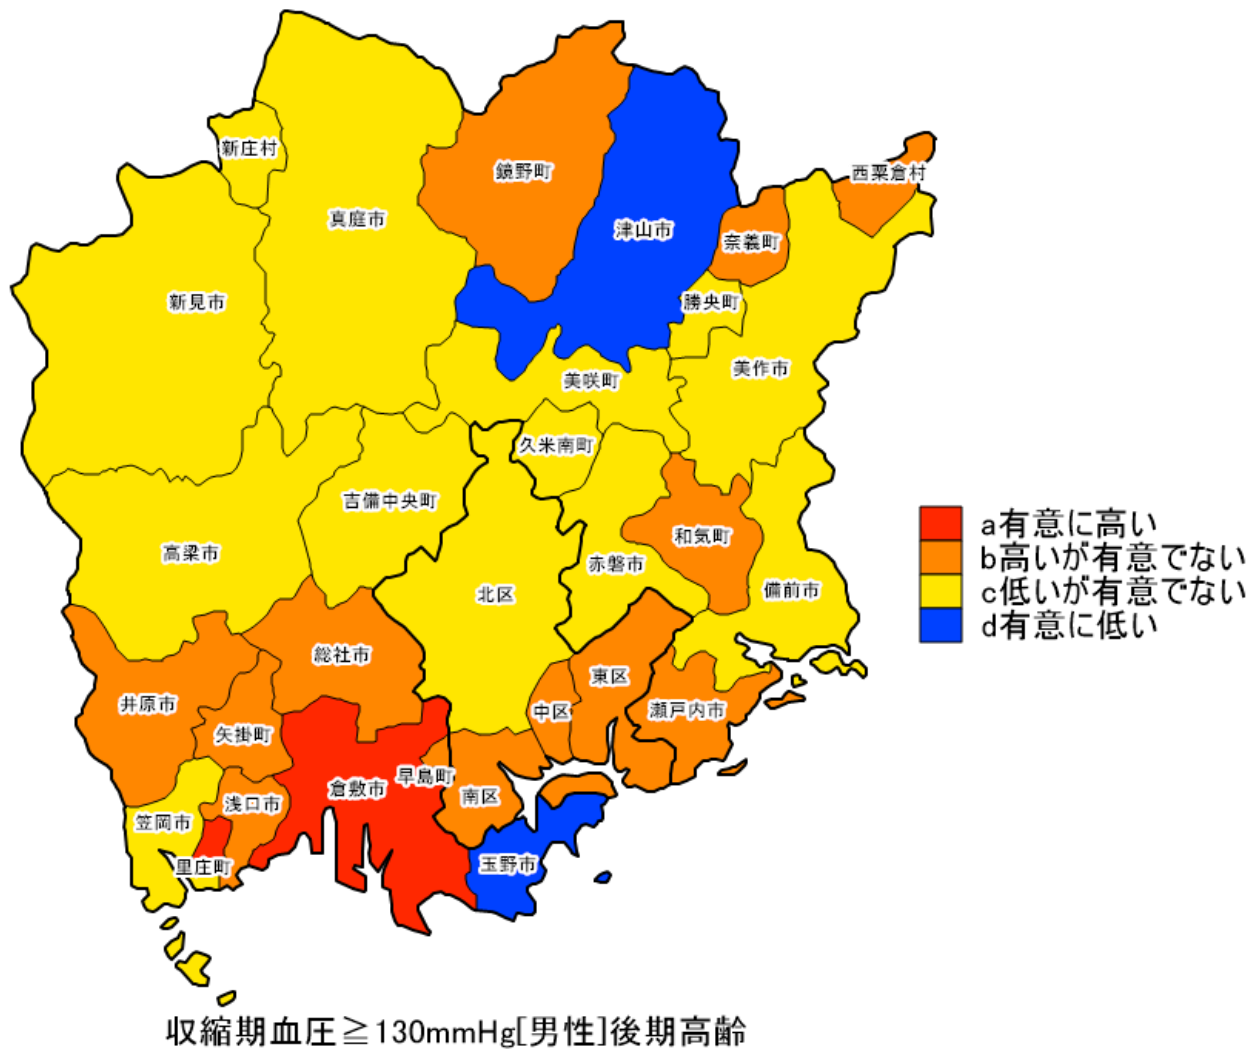 新庄村
鏡野町
西粟倉村
真庭市
津山市
奈義町
新見市
勝央町
美作市
美咲町
久米南町
吉備中央町
和気町
高梁市
赤磐市
備前市
北区
総社市
東区
井原市
中区
瀬戸内市
矢掛町
早島町
倉敷市
南区
浅口市
笠岡市
里庄町
玉野市
a有意に高い
b高いが有意でない
c低いが有意でない
d有意に低い
収縮期血圧≧130mmHg[男性]後期高齢